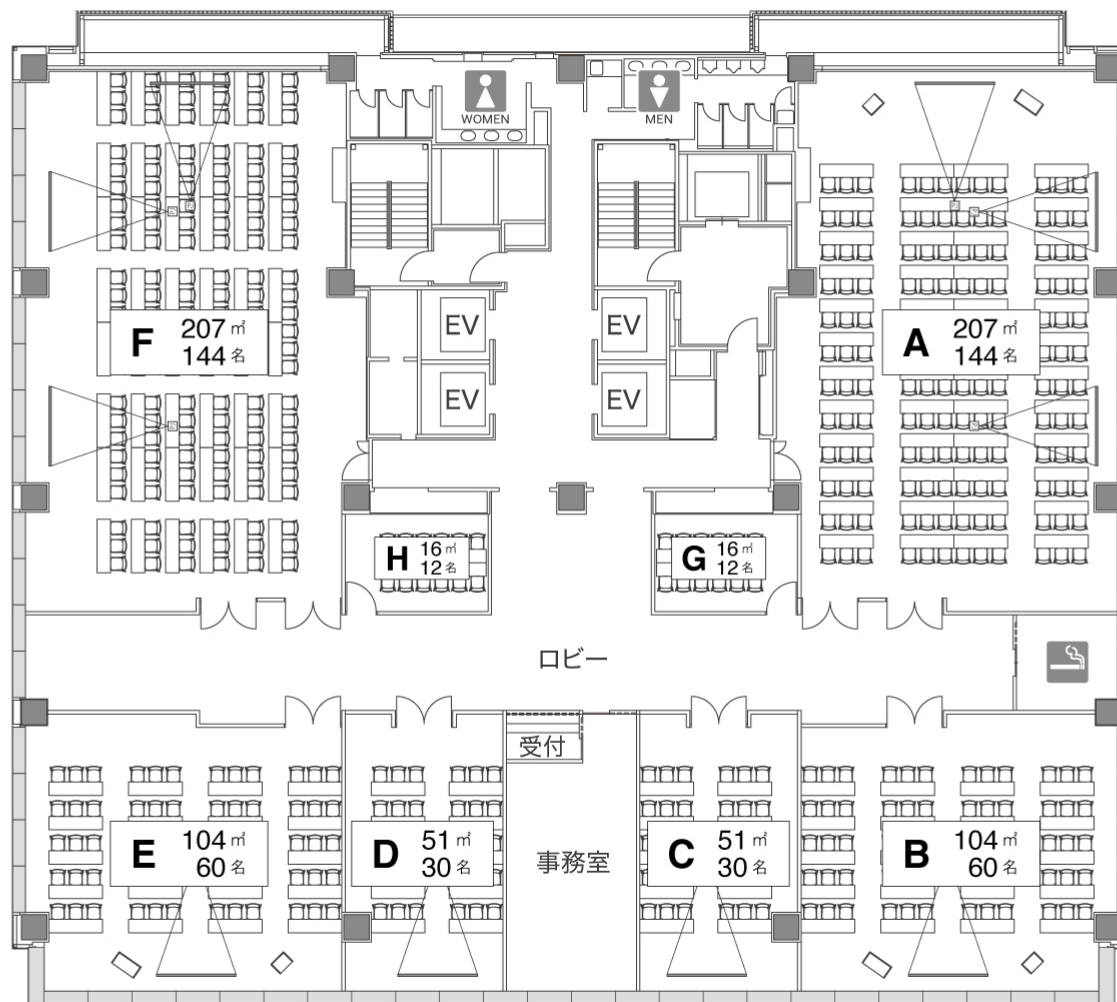 WOMEN
MEN
EV
EV
EV
EV
F 207㎡
144名
A 207㎡
144名
H 16㎡
12名
G 16㎡
12名
ロビー
受付
事務室
E 104㎡
60名
D 51㎡
30名
C 51㎡
30名
B 104㎡
60名